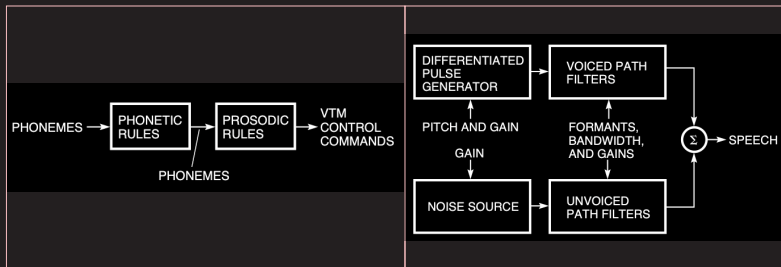 PHONEMES
PHONETIC
RULES
PROSODIC
RULES
VTM
CONTROL
COMMANDS
PHONEMES
DIFFERENTIATED
PULSE
GENERATOR
VOICED PATH
FILTERS
PITCH AND GAIN
GAIN
FORMANTS,
BANDWIDTH,
AND GAINS
Σ
SPEECH
NOISE SOURCE
UNVOICED
PATH FILTERS